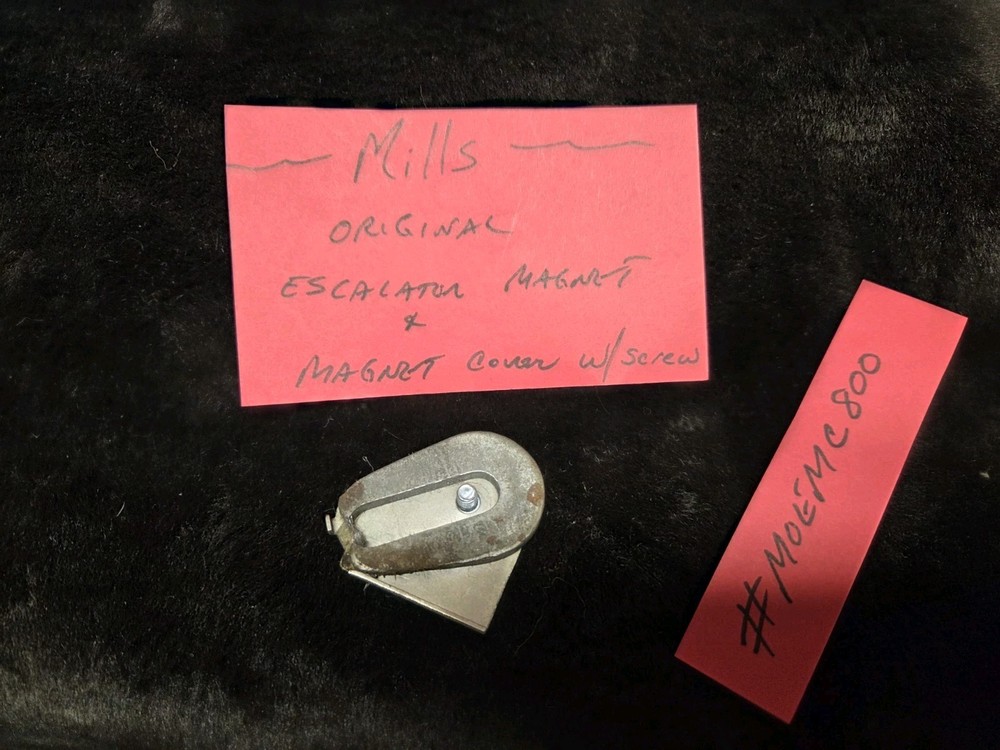 Mills
ORIGINAL
ESCALATOR MAGNET
&
MAGNET COVER W/SCREW
#MOEMC800